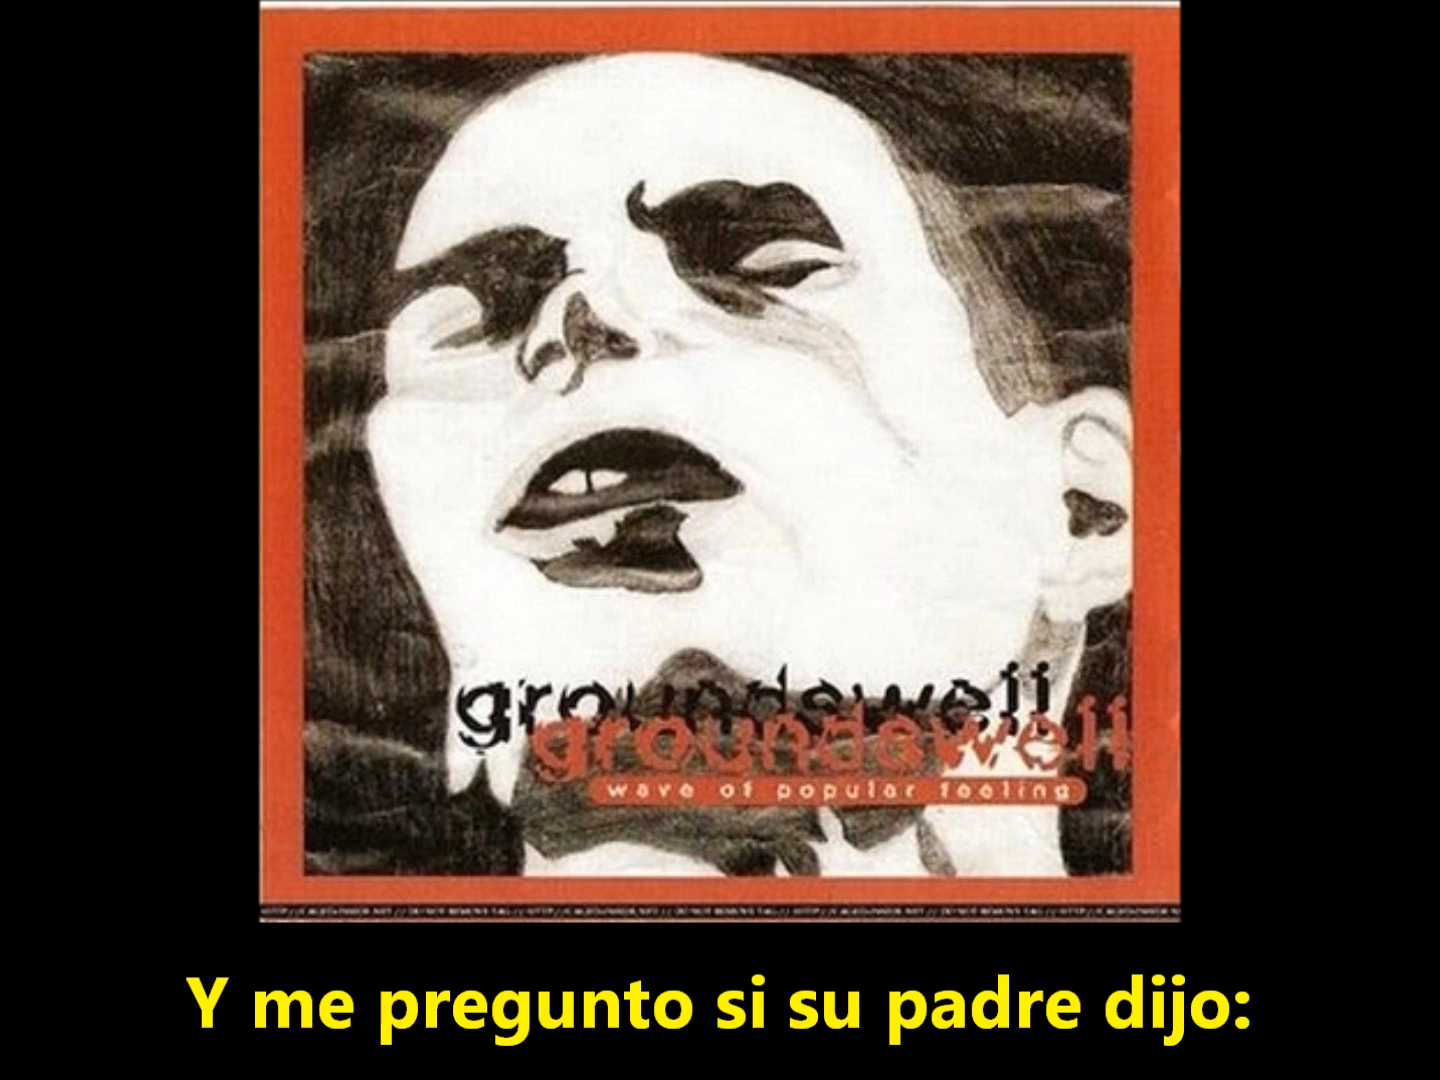 groundswell
groundswell
wave of popular feeling
Y me pregunto si su padre dijo: